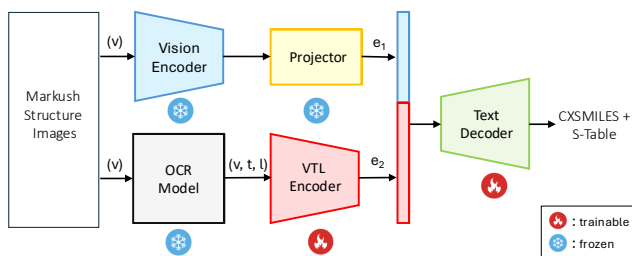 Markush
Structure
Images
(v)
Vision
Encoder
Projector
e1
(v)
OCR
Model
(v, t, l)
VTL
Encoder
e2
Text
Decoder
CXSMILES +
S-Table
: trainable
: frozen